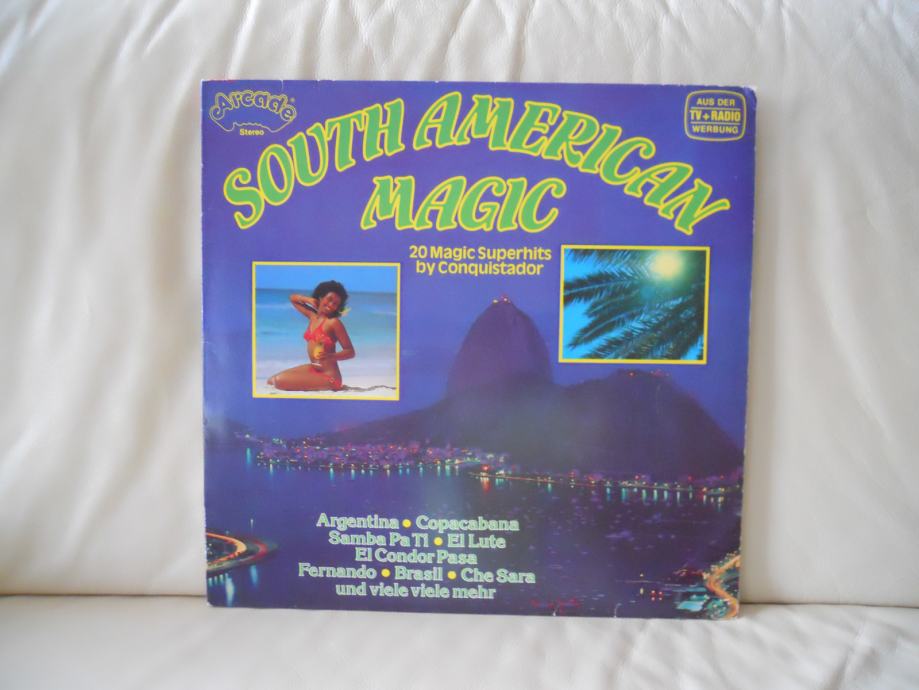 Arcade
Stereo
AUS DER
TV+RADIO
WERBUNG
SOUTH AMERICAN
MAGIC
20 Magic Superhits
by Conquistador
Argentina • Copacabana
Samba Pa Ti • El Lute
El Condor Pasa
Fernando • Brasil • Che Sara
und viele viele mehr